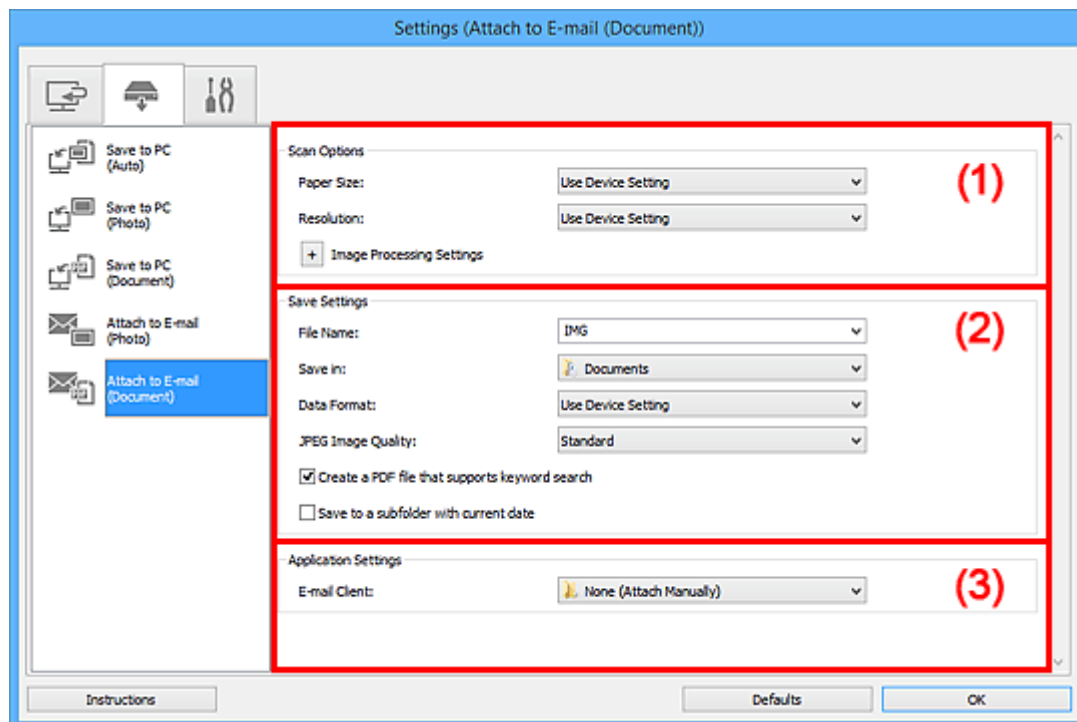 Settings (Attach to E-mail (Document))
Save to PC
(Auto)
Save to PC
(Photo)
Save to PC
(Document)
Attach to E-mail
(Photo)
Attach to E-mail
(Document)
Scan Options
(1)
Paper Size: Use Device Setting
Resolution: Use Device Setting
+ Image Processing Settings
Save Settings
(2)
File Name: IMG
Save in: Documents
Data Format: Use Device Setting
JPEG Image Quality: Standard
Create a PDF file that supports keyword search
Save to a subfolder with current date
Application Settings
(3)
E-mail Client: None (Attach Manually)
Instructions Defaults OK